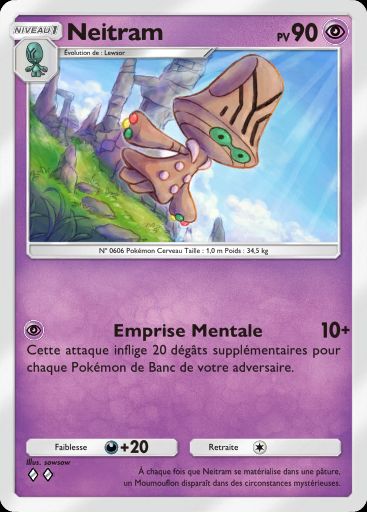 NIVEAU 1
Neitram
PV 90
Évolution de : Lewsor
N° 0606 Pokémon Cerveau Taille : 1,0 m Poids : 34,5 kg
Emprise Mentale 10+
Cette attaque inflige 20 dégâts supplémentaires pour
chaque Pokémon de Banc de votre adversaire.
Faiblesse +20 Retraite
Illus. sowsow
À chaque fois que Neitram se matérialise dans une pâture,
un Moumouflon disparaît dans des circonstances mystérieuses.